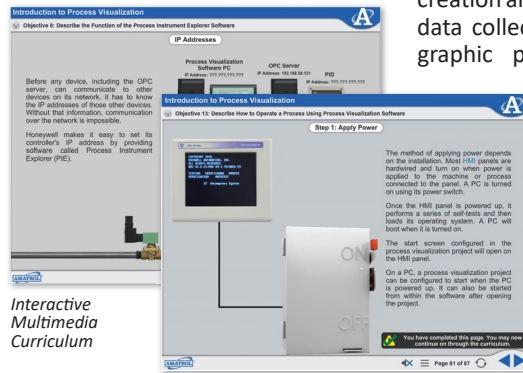 creation a
data collec
graphic p
Introduction to Process Visualization
Objective 8: Describe the Function of the Process Instrument Explorer Software
IP Addresses
Process Visualization
Software PC
IP Address: ???.???.???.???
OPC Server
IP Address: 192.168.50.131
PID
IP Address: ???.???.???.???
Before any device, including the OPC
server, can communicate to other
devices on its network, it has to know
the IP addresses of those other devices.
Without that information, communication
over the network is impossible.
Honeywell makes it easy to set its
controller's IP address by providing
software called Process Instrument
Explorer (PIE).
AMATROL
Interactive
Multimedia
Curriculum
Introduction to Process Visualization
Objective 13: Describe How to Operate a Process Using Process Visualization Software
Step 1: Apply Power
The method of applying power depends
on the installation. Most HMI panels are
hardwired and turn on when power is
applied to the machine or process
connected to the panel. A PC is turned
on using its power switch.
Once the HMI panel is powered up, it
performs a series of self-tests and then
loads its operating system. A PC will
boot when it is turned on.
The start screen configured in the
process visualization project will open on
the HMI panel.
On a PC, a process visualization project
can be configured to start when the PC
is powered up. It can also be started
from within the software after opening
the project.
ON
OFF
You have completed this page. You may now
continue on through the curriculum.
AMATROL
Page 81 of 87